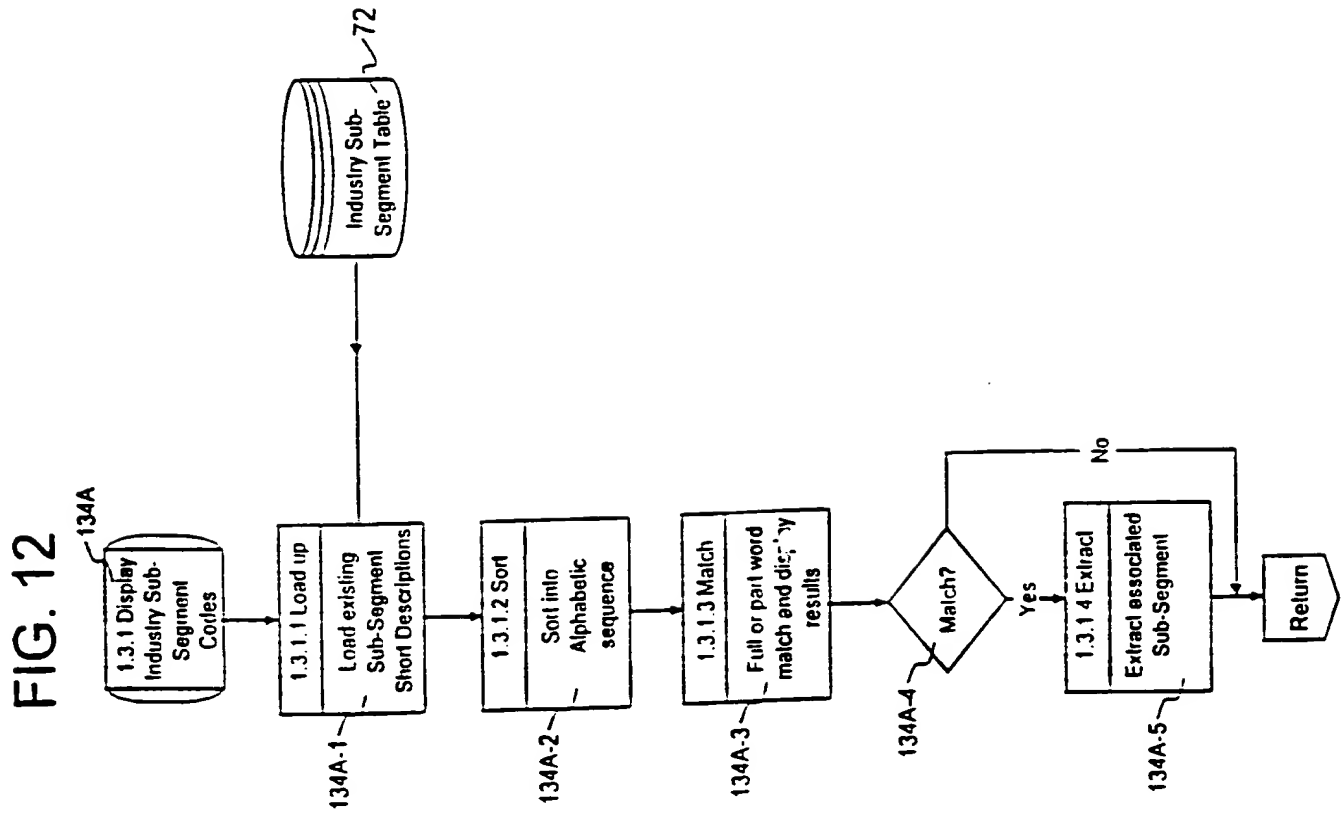 FIG. 12
134A
1.3.1 Display
Industry Sub-
Segment
Codes
1.3.1.1 Load up
Load existing
Sub-Segment
Short Descriptions
134A-1
Industry Sub-
Segment Table
72
1.3.1.2 Sort
Sort into
Alphabetic
sequence
134A-2
1.3.1.3 Match
Full or part word
match and display
results
134A-3
Match?
134A-4
No
Yes
1.3.1.4 Extract
Extract associated
Sub-Segment
134A-5
Return